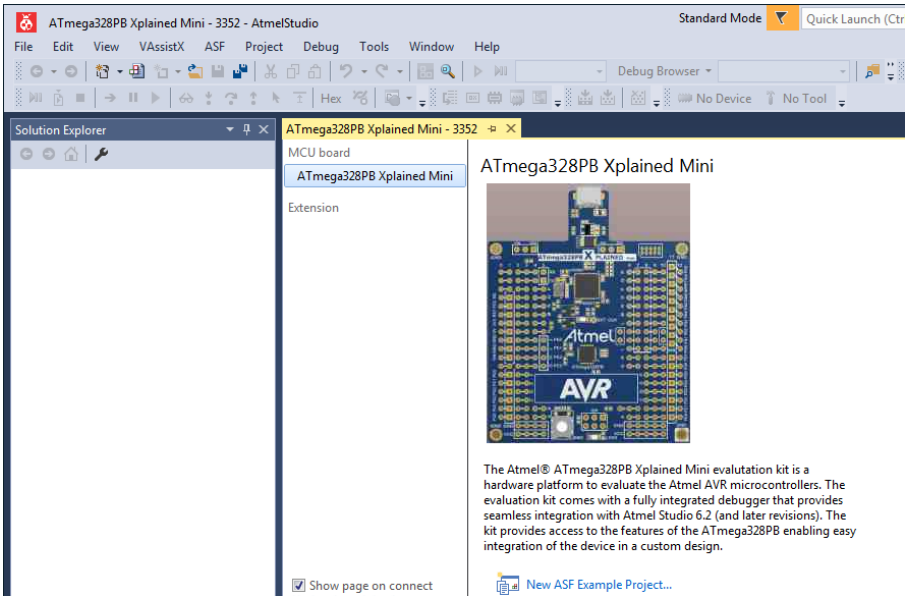 ATmega328PB Xplained Mini - 3352 - AtmelStudio
Standard Mode
Quick Launch (Ctr
File Edit View VAssistX ASF Project Debug Tools Window Help
Debug Browser
Hex
No Device
No Tool
Solution Explorer
ATmega328PB Xplained Mini - 3352
MCU board
ATmega328PB Xplained Mini
Extension
ATmega328PB Xplained Mini
ATmega328PB X PLAINED
Atmel
AVR
The Atmel® ATmega328PB Xplained Mini evalutation kit is a
hardware platform to evaluate the Atmel AVR microcontrollers. The
evaluation kit comes with a fully integrated debugger that provides
seamless integration with Atmel Studio 6.2 (and later revisions). The
kit provides access to the features of the ATmega328PB enabling easy
integration of the device in a custom design.
Show page on connect
New ASF Example Project...